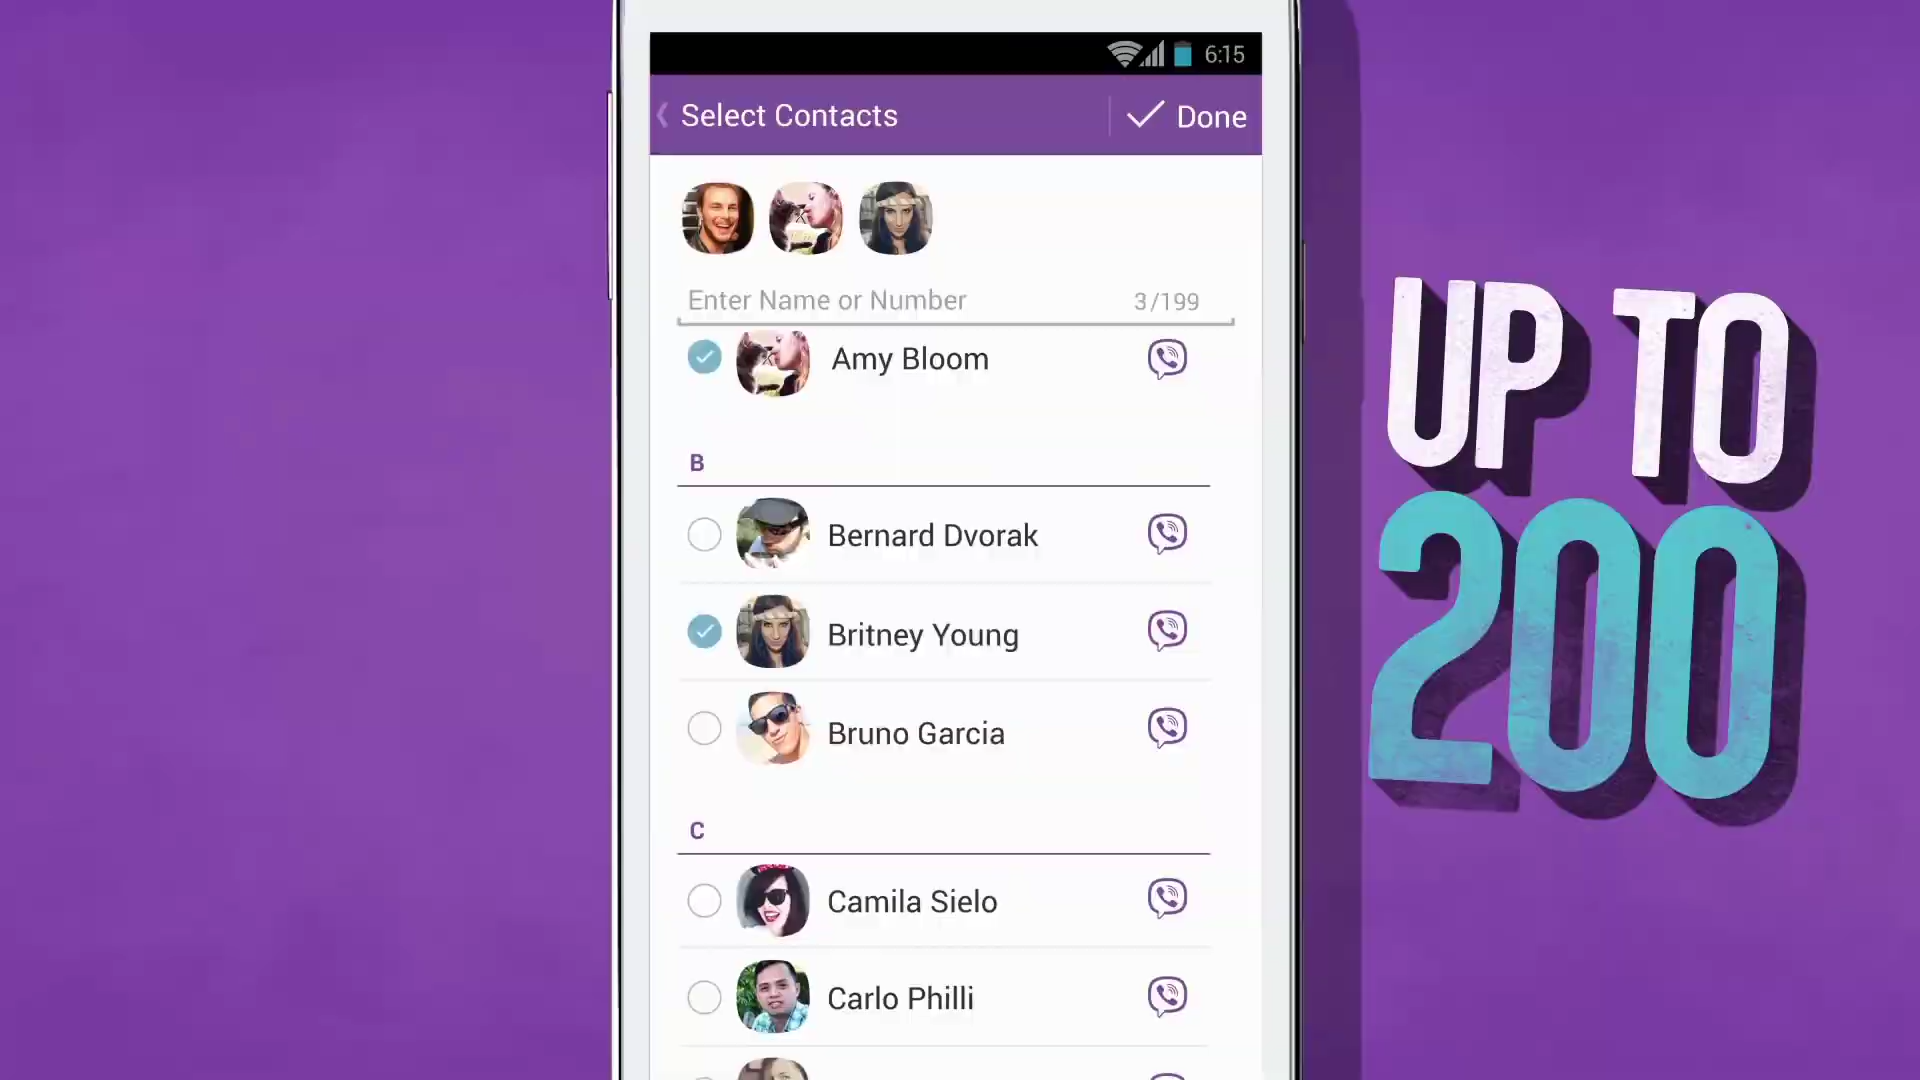 6:15
Select Contacts
Done
Enter Name or Number
3/199
Amy Bloom
B
Bernard Dvorak
Britney Young
Bruno Garcia
C
Camila Sielo
Carlo Philli
UP TO
200